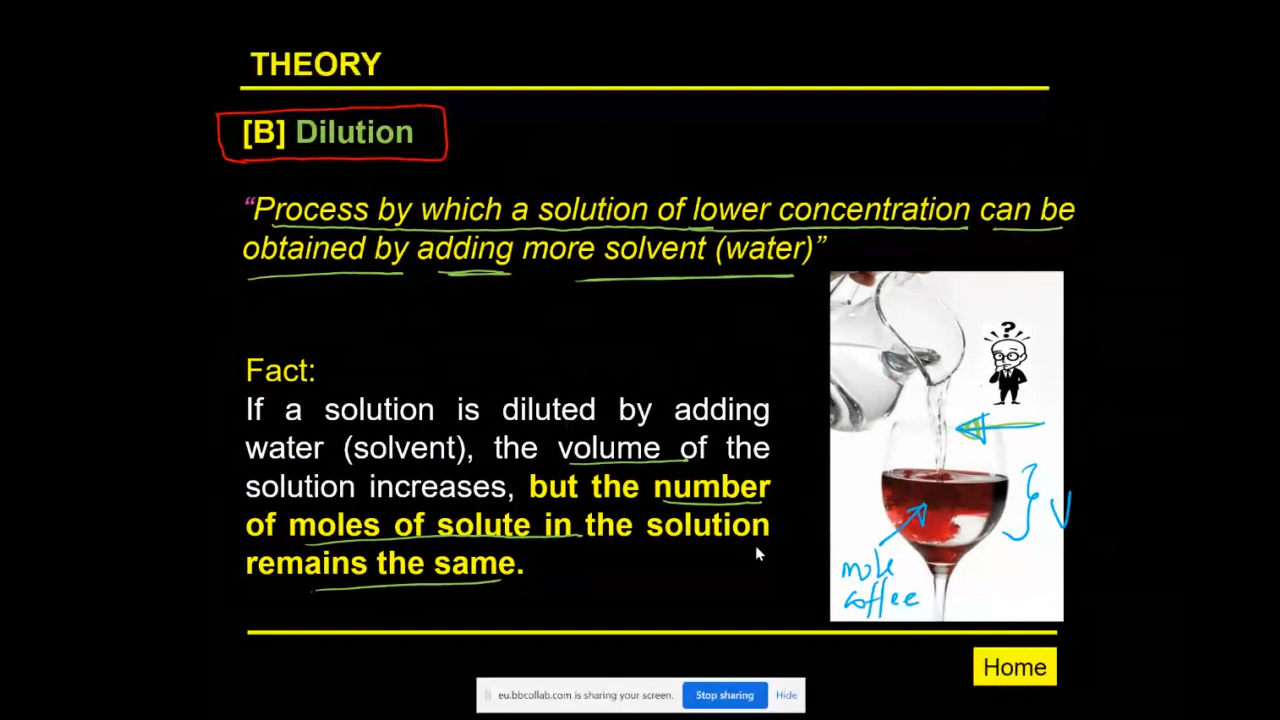 THEORY
[B] Dilution
“Process by which a solution of lower concentration can be
obtained by adding more solvent (water)”
Fact:
If a solution is diluted by adding
water (solvent), the volume of the
solution increases, but the number
of moles of solute in the solution
remains the same.
?
V
mole
coffee
Home
eu.bbcollab.com is sharing your screen. Stop sharing Hide